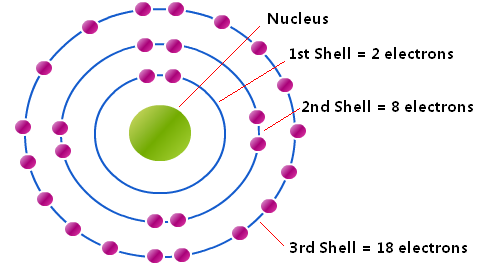 Nucleus
1st Shell = 2 electrons
2nd Shell = 8 electrons
3rd Shell = 18 electrons